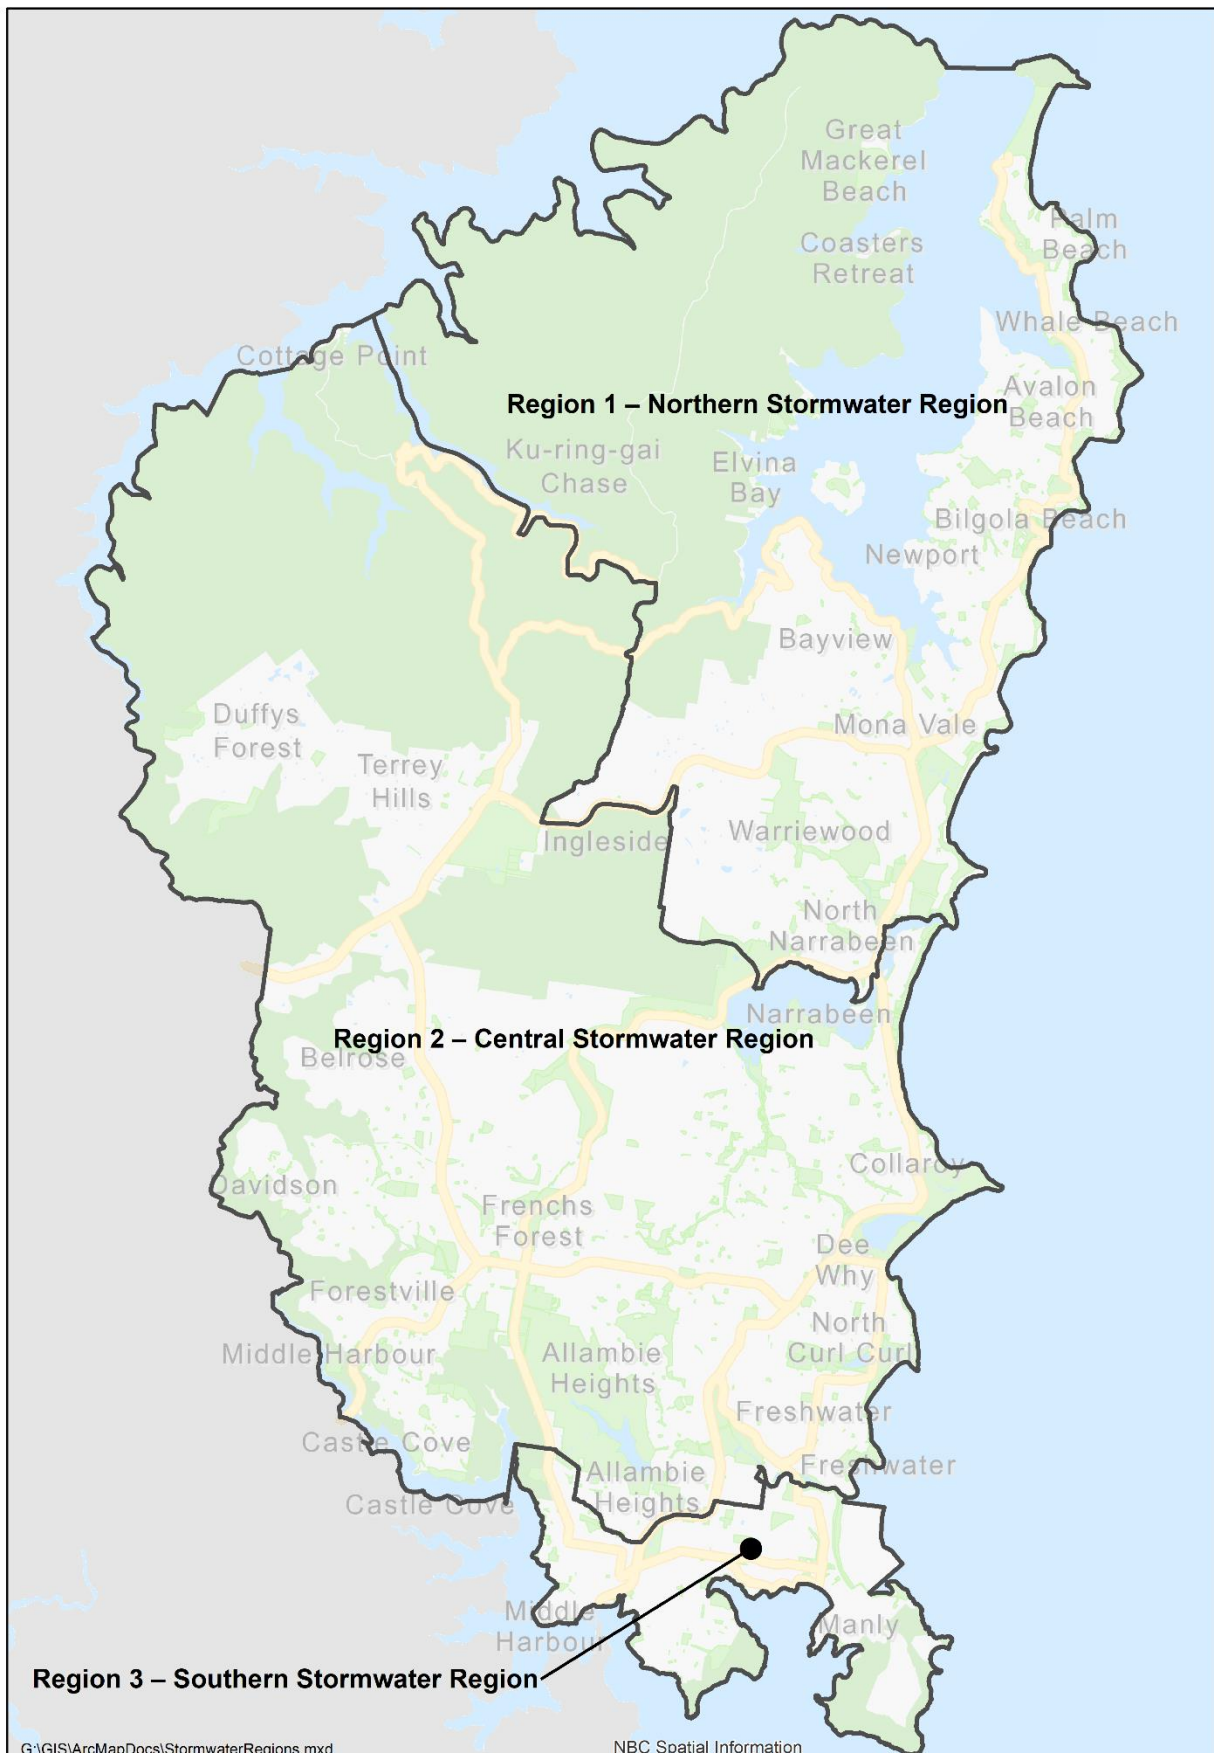 Great
Mackerel
Beach
Palm
Beach
Coasters
Retreat
Whale Beach
Cottage Point
Avalon
Beach
Region 1 – Northern Stormwater Region
Ku-ring-gai
Chase
Elvina
Bay
Bilgola Beach
Newport
Bayview
Duffys
Forest
Mona Vale
Terrey
Hills
Warriewood
Ingleside
North
Narrabeen
Narrabeen
Region 2 – Central Stormwater Region
Belrose
Collaroy
Davidson
Frenchs
Forest
Dee
Why
Forestville
North
Curl Curl
Middle Harbour
Allambie
Heights
Freshwater
Castle Cove
Freshwater
Allambie
Heights
Castle Cove
Middle
Harbour
Manly
Region 3 – Southern Stormwater Region
G:\GIS\ArcMapDocs\StormwaterRegions.mxd
NBC Spatial Information